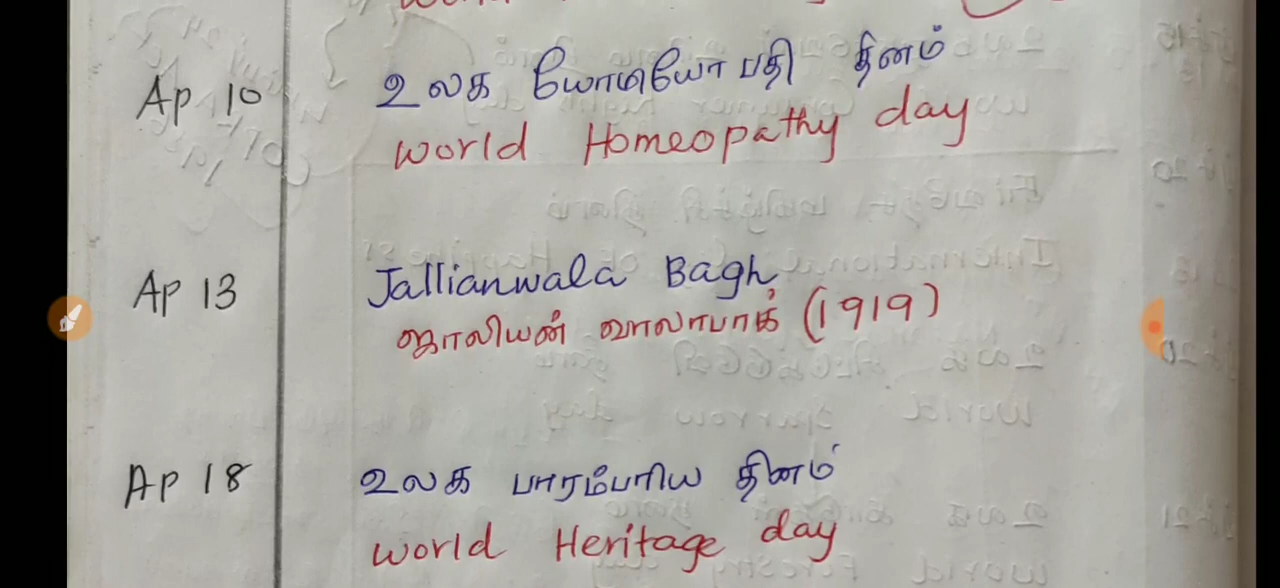 Ap 10
உலக யோமியோபதி தினம்
world Homeopathy day
Ap 13
Jallianwala Bagh
ஜாலியன் வாலாபாக் (1919)
Ap 18
உலக பாரம்பரிய தினம்
world Heritage day